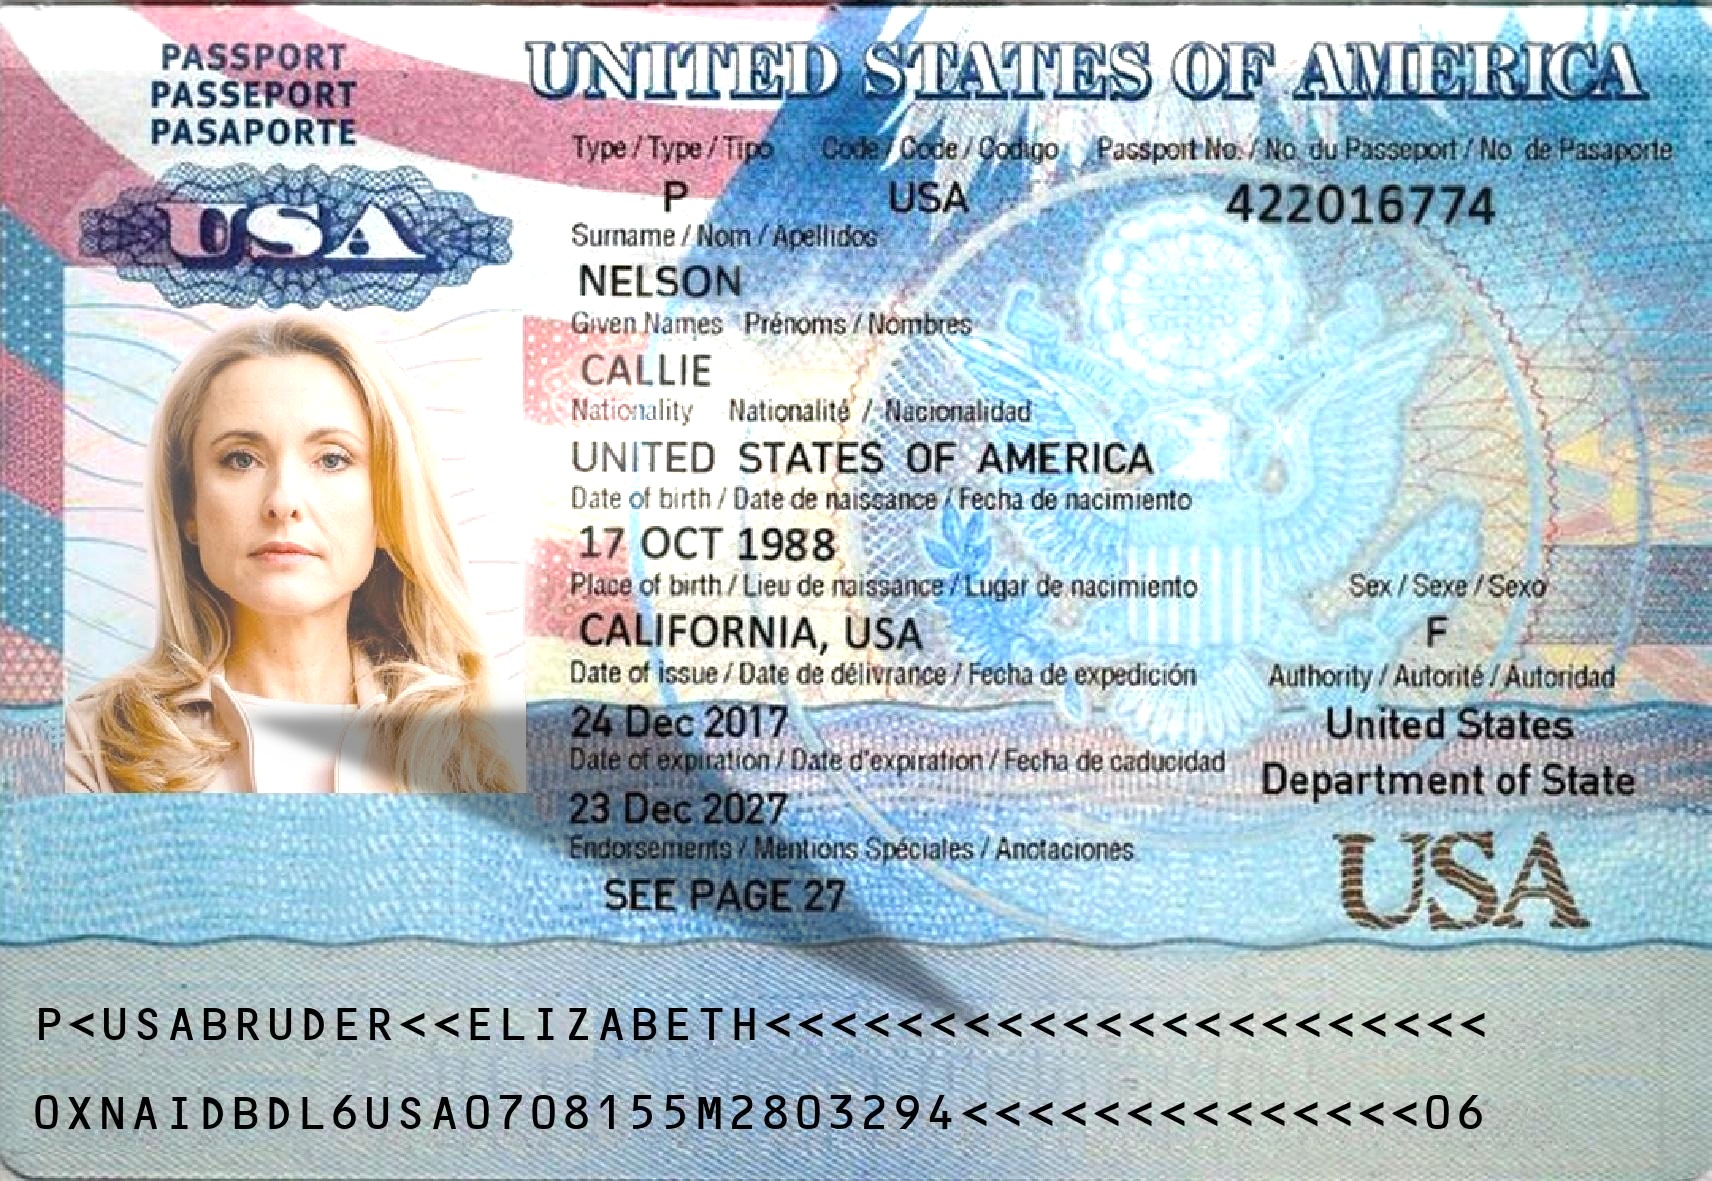 PASSPORT
PASSEPORT
PASAPORTE
USA
UNITED STATES OF AMERICA
Type / Type / Tipo Code / Code / Codigo Passport No. / No. du Passeport / No de Pasaporte
P USA 422016774
Surname / Nom / Apellidos
NELSON
Given Names Prénoms / Nombres
CALLIE
Nationality Nationalité / Nacionalidad
UNITED STATES OF AMERICA
Date of birth / Date de naissance / Fecha de nacimiento
17 OCT 1988
Place of birth / Lieu de naissance / Lugar de nacimiento Sex / Sexe / Sexo
CALIFORNIA, USA F
Date of issue / Date de délivrance / Fecha de expedición Authority / Autorité / Autoridad
24 Dec 2017 United States
Date of expiration / Date d'expiration / Fecha de caducidad Department of State
23 Dec 2027
Endorsements / Mentions Spéciales / Anotaciones
SEE PAGE 27
USA
P<USABRUDER<<ELIZABETH<<<<<<<<<<<<<<<<<<<<<<
0XNAIDBDL6USA0708155M2803294<<<<<<<<<<<<<<06